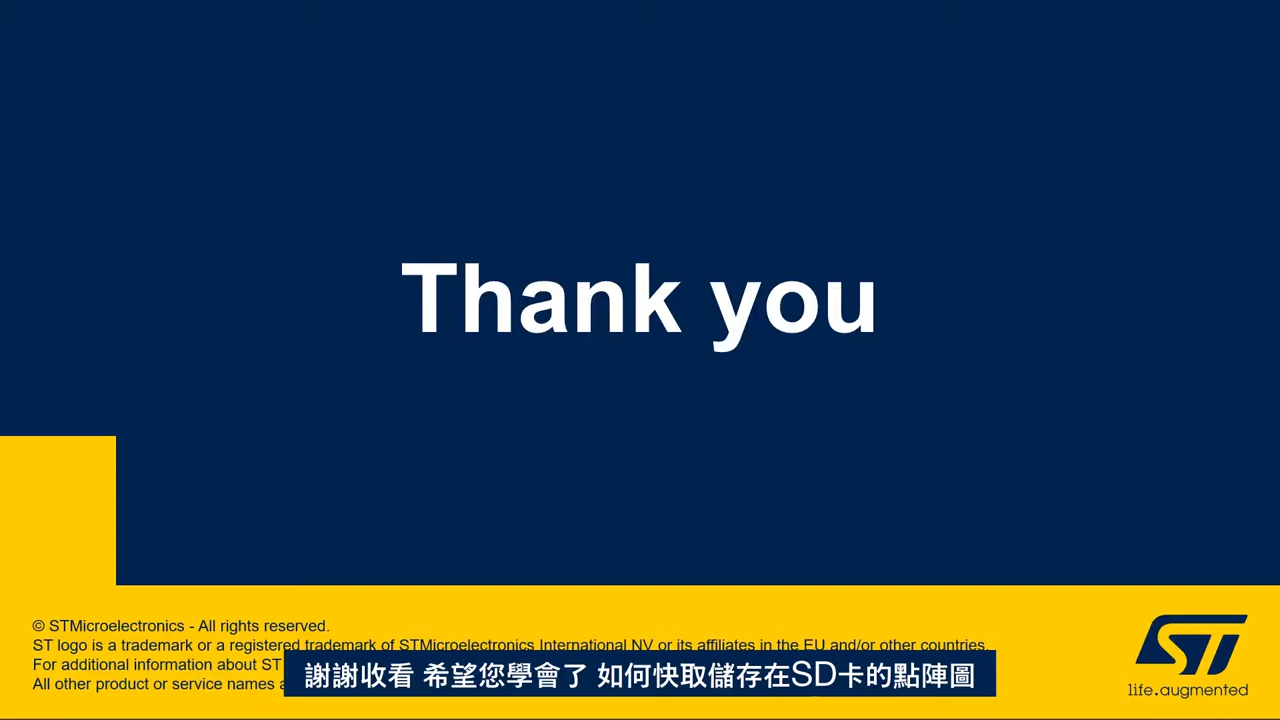 Thank you
© STMicroelectronics - All rights reserved.
ST logo is a trademark or a registered trademark of STMicroelectronics International NV or its affiliates in the EU and/or other countries.
For additional information about ST
All other product or service names
謝謝收看 希望您學會了 如何快取儲存在SD卡的點陣圖
ST
life.augmented